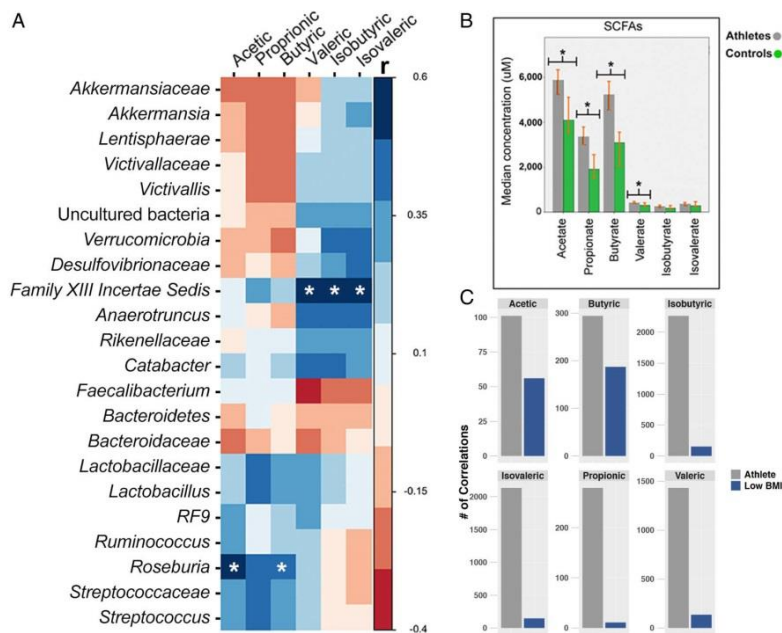 A
Acetic
Proprionic
Butyric
Valeric
Isobutyric
Isovaleric
r
Akkermansiaceae
Akkermansia
Lentisphaerae
Victivallaceae
Victivallis
Uncultured bacteria
Verrucomicrobia
Desulfovibrionaceae
Family XIII Incertae Sedis
* * *
Anaerotruncus
Rikenellaceae
Catabacter
Faecalibacterium
Bacteroidetes
Bacteroidaceae
Lactobacillaceae
Lactobacillus
RF9
Ruminococcus
Roseburia
* *
Streptococcaceae
Streptococcus
0.6
0.35
0.1
-0.15
-0.4
B
SCFAs
Athletes
Controls
Median concentration (uM)
6,000
4,000
2,000
0
* * * *
Acetate
Propionate
Butyrate
Valerate
Isobutyrate
Isovalerate
C
# of Correlations
Acetic
100
75
50
25
0
Butyric
300
200
100
0
Isobutyric
2000
1500
1000
500
0
Isovaleric
2000
1500
1000
500
0
Propionic
200
100
0
Valeric
1500
1000
500
0
Athlete
Low BMI